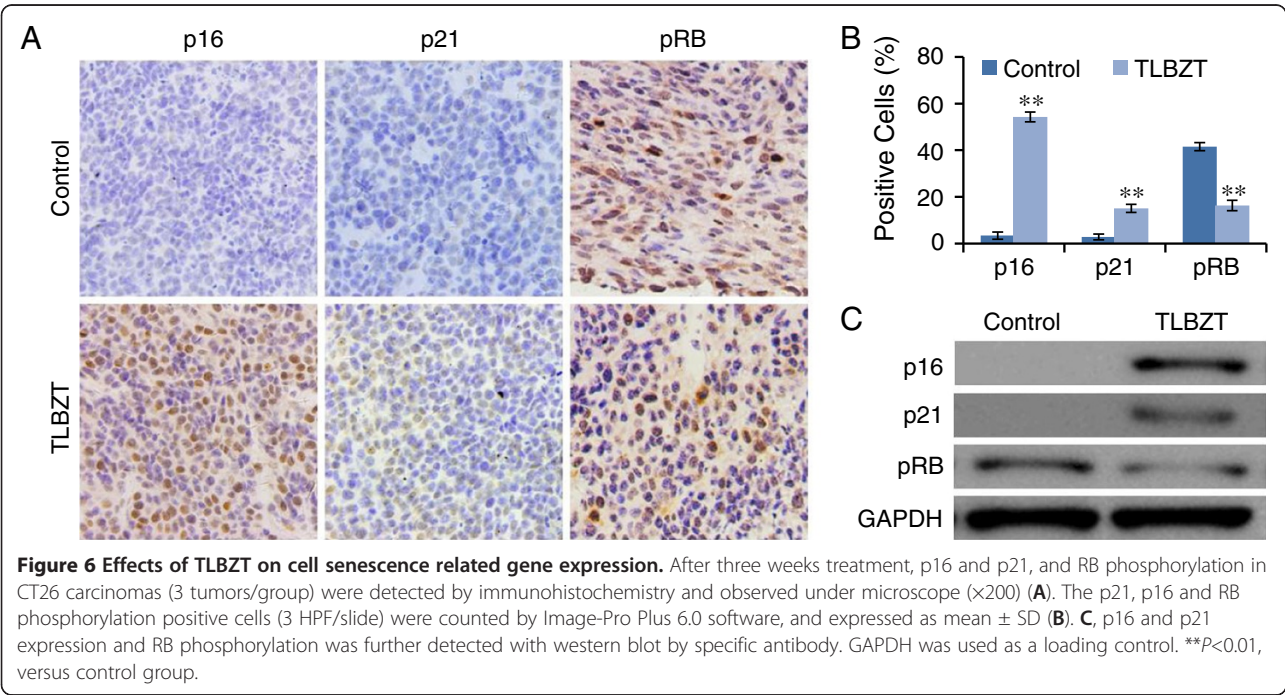 A
p16
p21
pRB
Control
TLBZT
B
Positive Cells (%)
80
60
40
20
0
Control
TLBZT
**
**
**
p16
p21
pRB
C
Control
TLBZT
p16
p21
pRB
GAPDH
Figure 6 Effects of TLBZT on cell senescence related gene expression. After three weeks treatment, p16 and p21, and RB phosphorylation in
CT26 carcinomas (3 tumors/group) were detected by immunohistochemistry and observed under microscope (×200) (A). The p21, p16 and RB
phosphorylation positive cells (3 HPF/slide) were counted by Image-Pro Plus 6.0 software, and expressed as mean ± SD (B). C, p16 and p21
expression and RB phosphorylation was further detected with western blot by specific antibody. GAPDH was used as a loading control. **P<0.01,
versus control group.